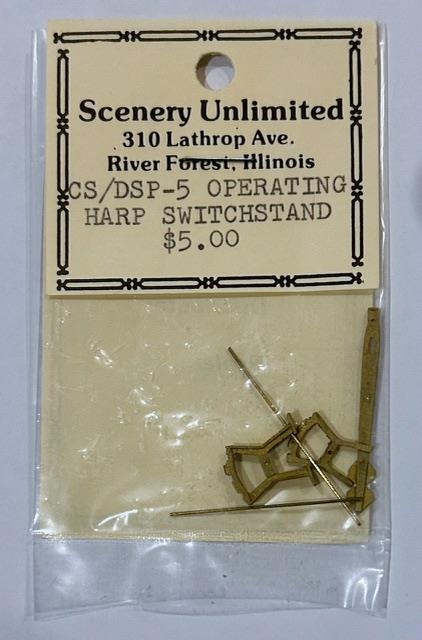 Scenery Unlimited
310 Lathrop Ave.
River Forest, Illinois
CS/DSP-5 OPERATING
HARP SWITCHSTAND
$5.00